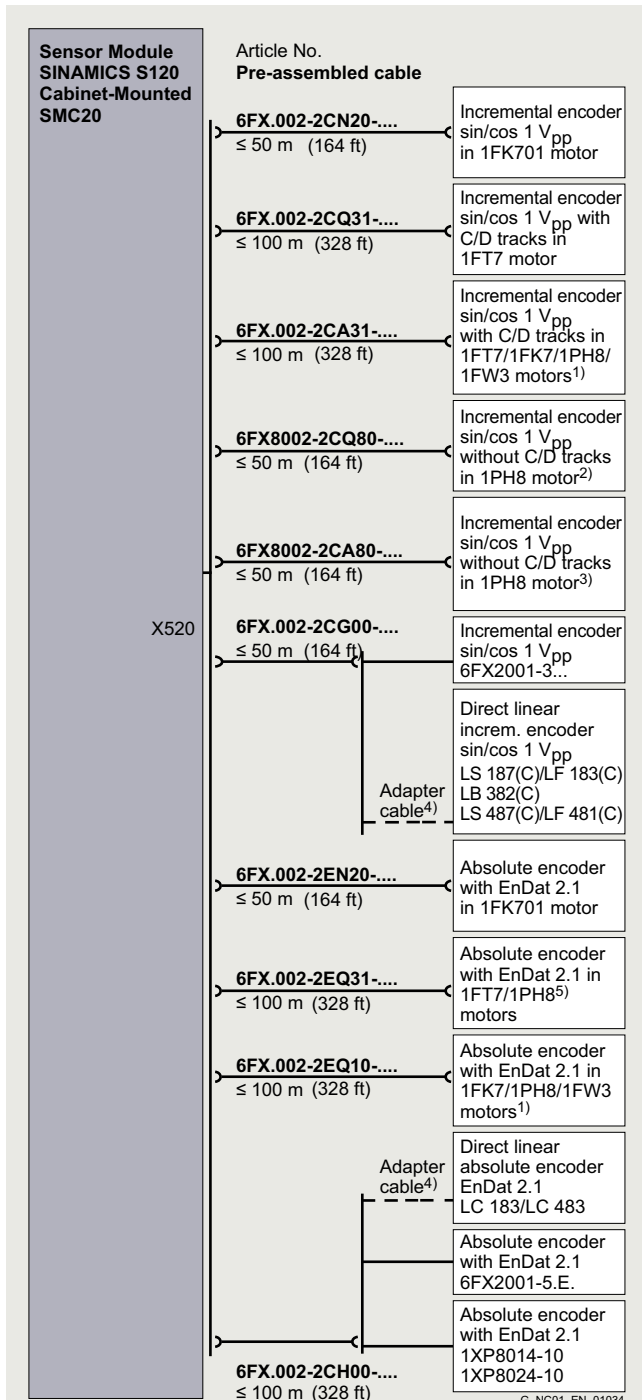 Sensor Module
SINAMICS S120
Cabinet-Mounted
SMC20
Article No.
Pre-assembled cable
6FX.002-2CN20-....
≤ 50 m (164 ft)
Incremental encoder
sin/cos 1 Vpp
in 1FK701 motor
6FX.002-2CQ31-....
≤ 100 m (328 ft)
Incremental encoder
sin/cos 1 Vpp with
C/D tracks in
1FT7 motor
6FX.002-2CA31-....
≤ 100 m (328 ft)
Incremental encoder
sin/cos 1 Vpp
with C/D tracks in
1FT7/1FK7/1PH8/
1FW3 motors1)
6FX8002-2CQ80-....
≤ 50 m (164 ft)
Incremental encoder
sin/cos 1 Vpp
without C/D tracks
in 1PH8 motor2)
6FX8002-2CA80-....
≤ 50 m (164 ft)
Incremental encoder
sin/cos 1 Vpp
without C/D tracks
in 1PH8 motor3)
X520
6FX.002-2CG00-....
≤ 50 m (164 ft)
Incremental encoder
sin/cos 1 Vpp
6FX2001-3...
Adapter
cable4)
Direct linear
increm. encoder
sin/cos 1 Vpp
LS 187(C)/LF 183(C)
LB 382(C)
LS 487(C)/LF 481(C)
6FX.002-2EN20-....
≤ 50 m (164 ft)
Absolute encoder
with EnDat 2.1
in 1FK701 motor
6FX.002-2EQ31-....
≤ 100 m (328 ft)
Absolute encoder
with EnDat 2.1 in
1FT7/1PH85)
motors
6FX.002-2EQ10-....
≤ 100 m (328 ft)
Absolute encoder
with EnDat 2.1 in
1FK7/1PH8/1FW3
motors1)
Adapter
cable4)
Direct linear
absolute encoder
EnDat 2.1
LC 183/LC 483
Absolute encoder
with EnDat 2.1
6FX2001-5.E.
Absolute encoder
with EnDat 2.1
1XP8014-10
1XP8024-10
6FX.002-2CH00-....
≤ 100 m (328 ft)
G_NC01_EN_01034